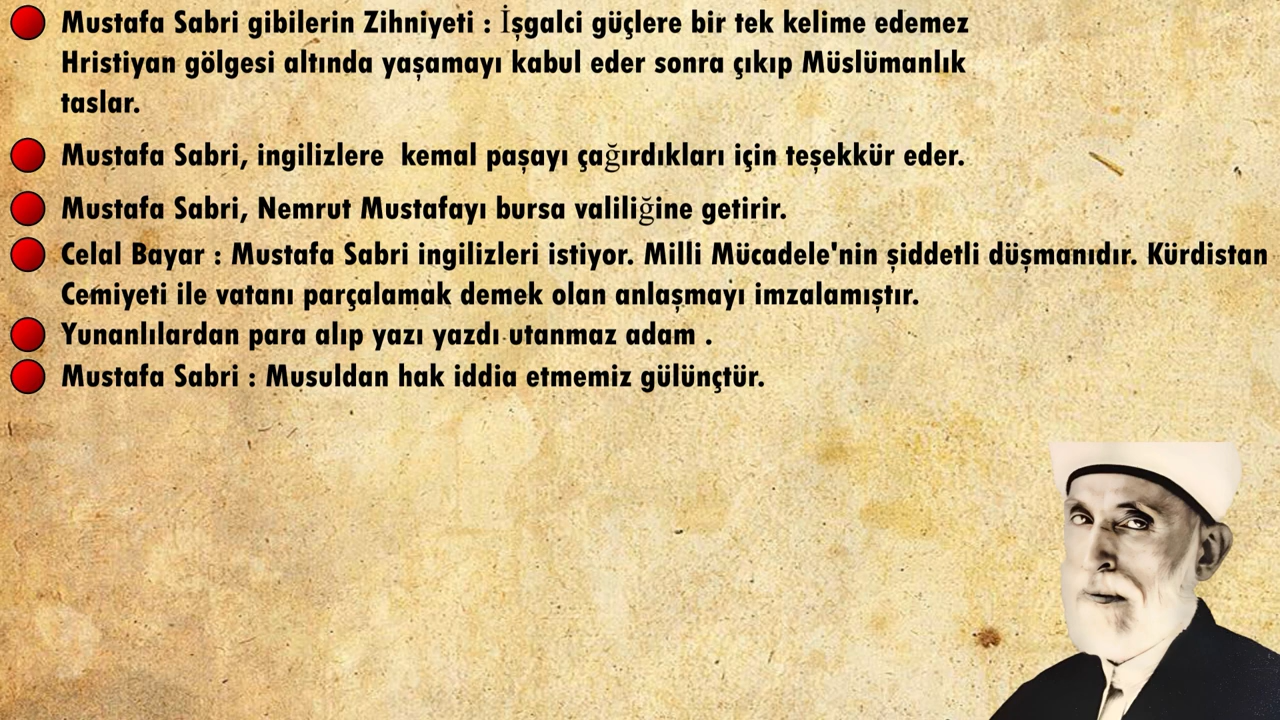 Mustafa Sabri gibilerin Zihniyeti : İşgalci güçlere bir tek kelime edemez
Hristiyan gölgesi altında yaşamayı kabul eder sonra çıkıp Müslümanlık
taslar.
Mustafa Sabri, ingilizlere  kemal paşayı çağırdıkları için teşekkür eder.
Mustafa Sabri, Nemrut Mustafayı bursa valiliğine getirir.
Celal Bayar : Mustafa Sabri ingilizleri istiyor. Milli Mücadele'nin şiddetli düşmanıdır. Kürdistan
Cemiyeti ile vatanı parçalamak demek olan anlaşmayı imzalamıştır.
Yunanlılardan para alıp yazı yazdı utanmaz adam .
Mustafa Sabri : Musuldan hak iddia etmemiz gülünçtür.